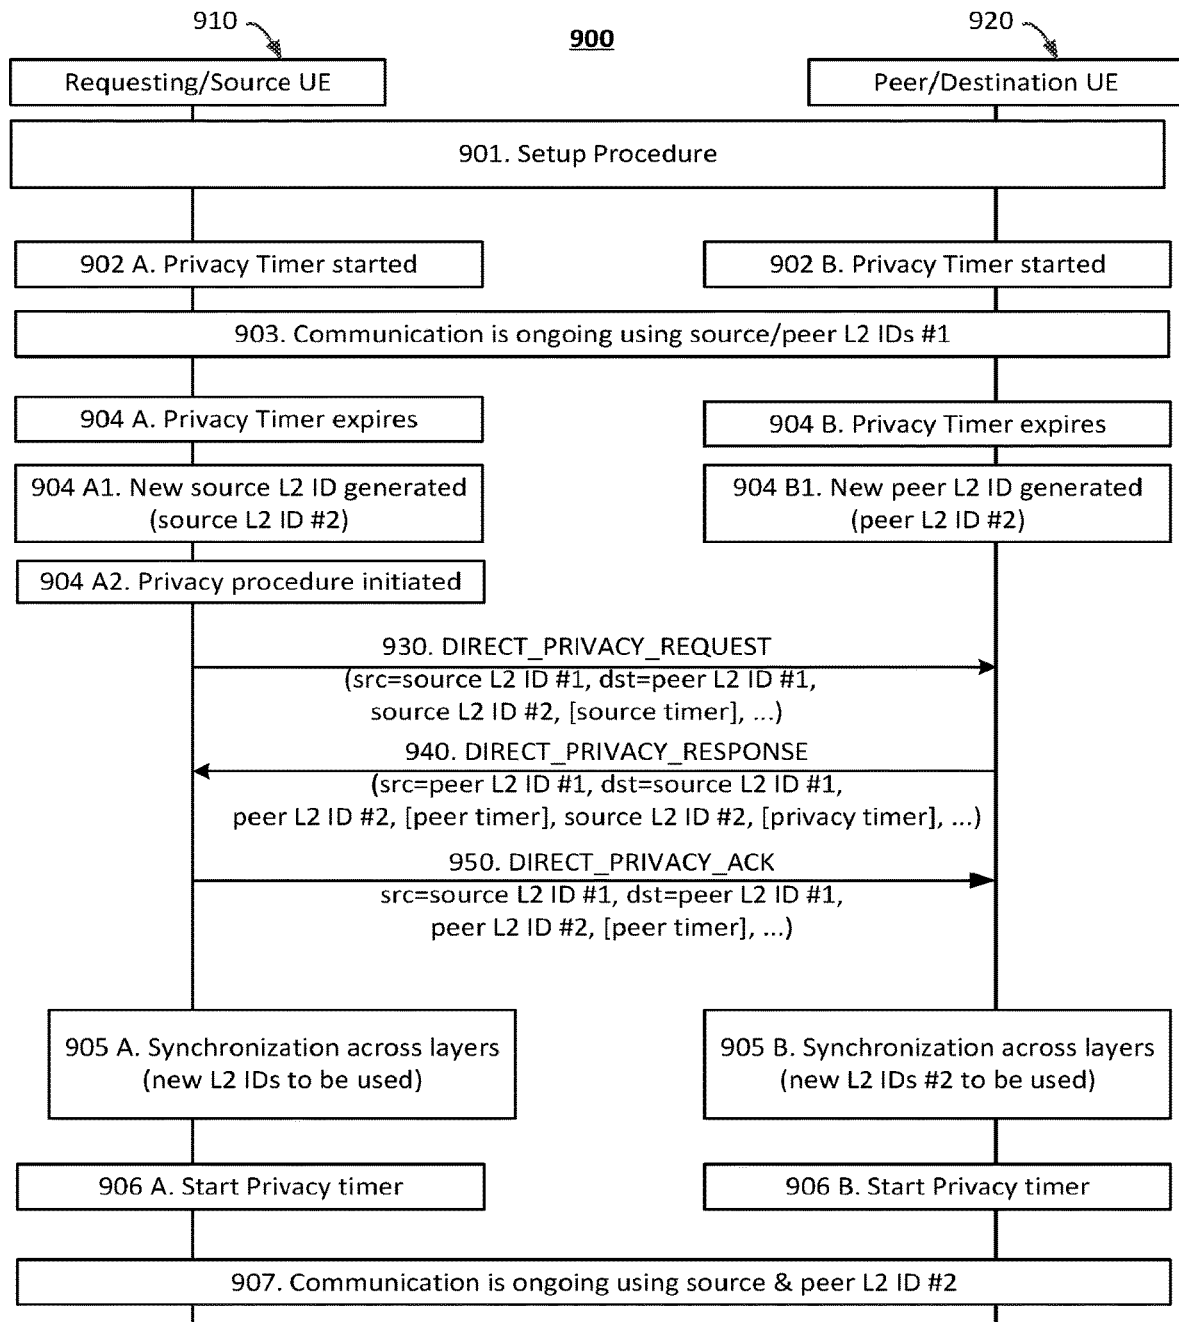 910
920
900
Requesting/Source UE
Peer/Destination UE
901. Setup Procedure
902 A. Privacy Timer started
902 B. Privacy Timer started
903. Communication is ongoing using source/peer L2 IDs #1
904 A. Privacy Timer expires
904 B. Privacy Timer expires
904 A1. New source L2 ID generated
(source L2 ID #2)
904 B1. New peer L2 ID generated
(peer L2 ID #2)
904 A2. Privacy procedure initiated
930. DIRECT_PRIVACY_REQUEST
(src=source L2 ID #1, dst=peer L2 ID #1,
source L2 ID #2, [source timer], ...)
940. DIRECT_PRIVACY_RESPONSE
(src=peer L2 ID #1, dst=source L2 ID #1,
peer L2 ID #2, [peer timer], source L2 ID #2, [privacy timer], ...)
950. DIRECT_PRIVACY_ACK
src=source L2 ID #1, dst=peer L2 ID #1,
peer L2 ID #2, [peer timer], ...)
905 A. Synchronization across layers
(new L2 IDs to be used)
905 B. Synchronization across layers
(new L2 IDs #2 to be used)
906 A. Start Privacy timer
906 B. Start Privacy timer
907. Communication is ongoing using source & peer L2 ID #2